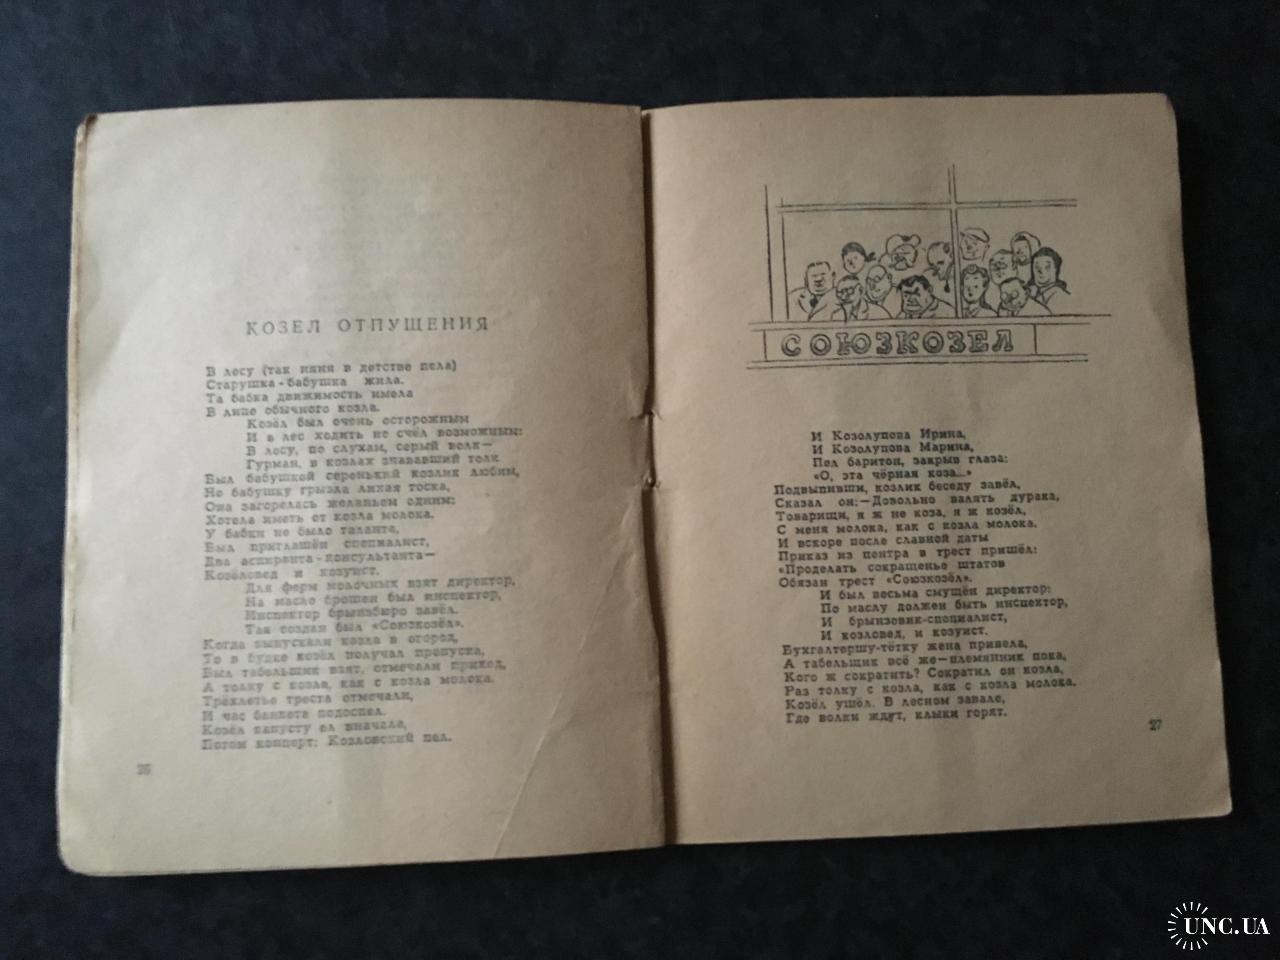 КОЗЕЛ ОТПУЩЕНИЯ
В лесу (так няня в детстве пела)
Старушка-бабушка жила.
Та бабка движимость имела
В лице обычного козла.
Козёл был очень осторожным
И в лес ходить не счёл возможным:
В лесу, по слухам, серый волк—
Гурман, в козлах знававший толк
Был бабушкой серенький козлик любим,
Но бабушку грызла лихая тоска,
Она загорелась желаньем одним:
Хотела иметь от козла молока.
У бабки не было таланта,
Был приглашён специалист,
Два аспиранта-консультанта—
Козёловед и козуист.
Для ферм молочных взят директор,
На масло брошен был инспектор,
Инспектор брынзбюро завёл.
Так создан был «Союзкозёл».
Когда выпускали козла в огород,
То в будке козёл получал пропуска,
Был табельщик взят, отмечали приход,
А толку с козла, как с козла молока.
Трёхлетье треста отмечали,
И час банкета подоспел.
Козёл капусту ел вначале,
Потом концерт: Козловский пел.
26
СОЮЗКОЗЕЛ
И Козолупова Ирина,
И Козолупова Марина,
Пел баритон, закрыв глаза:
«О, эта чёрная коза...»
Подвыпивши, козлик беседу завёл,
Сказал он:—Довольно валять дурака,
Товарищи, я ж не коза, я ж козёл,
С меня молока, как с козла молока.
И вскоре после славной даты
Приказ из центра в трест пришёл:
«Проделать сокращенье штатов
Обязан трест «Союзкозёл».
И был весьма смущён директор:
По маслу должен быть инспектор,
И брынзовик-специалист,
И козловед, и козуист.
Бухгалтершу-тётку жена привела,
А табельщик всё же—племянник пока,
Кого ж сократить? Сократил он козла,
Раз толку с козла, как с козла молока.
Козёл ушёл. В лесном завале,
Где волки ждут, клыки горят.
27
UNC.UA